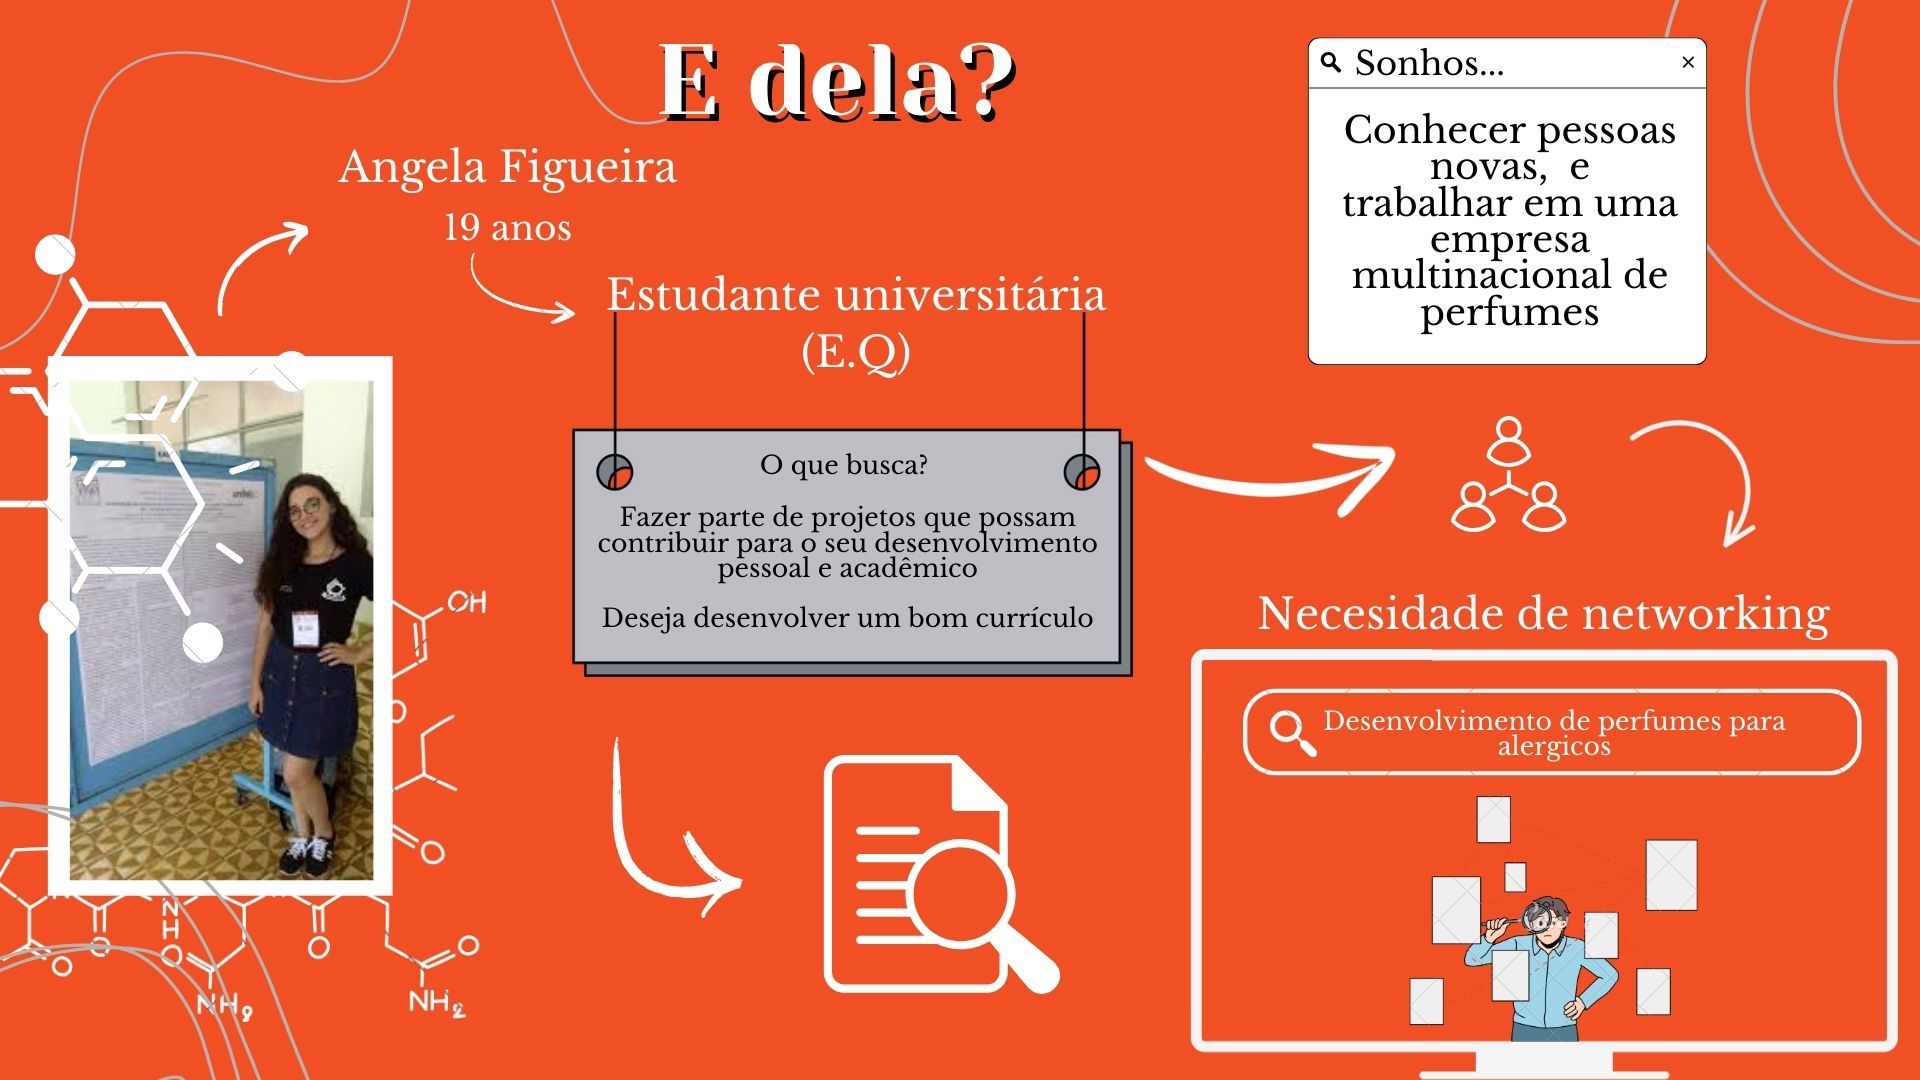 E dela?
Angela Figueira
19 anos
Estudante universitária
(E.Q)
O que busca?
Fazer parte de projetos que possam
contribuir para o seu desenvolvimento
pessoal e acadêmico
Deseja desenvolver um bom currículo
Sonhos...
×
Conhecer pessoas
novas,  e
trabalhar em uma
empresa
multinacional de
perfumes
Necesidade de networking
Desenvolvimento de perfumes para
alergicos
OH
O
O
N
H
O
O
O
O
O
NH2
NH2